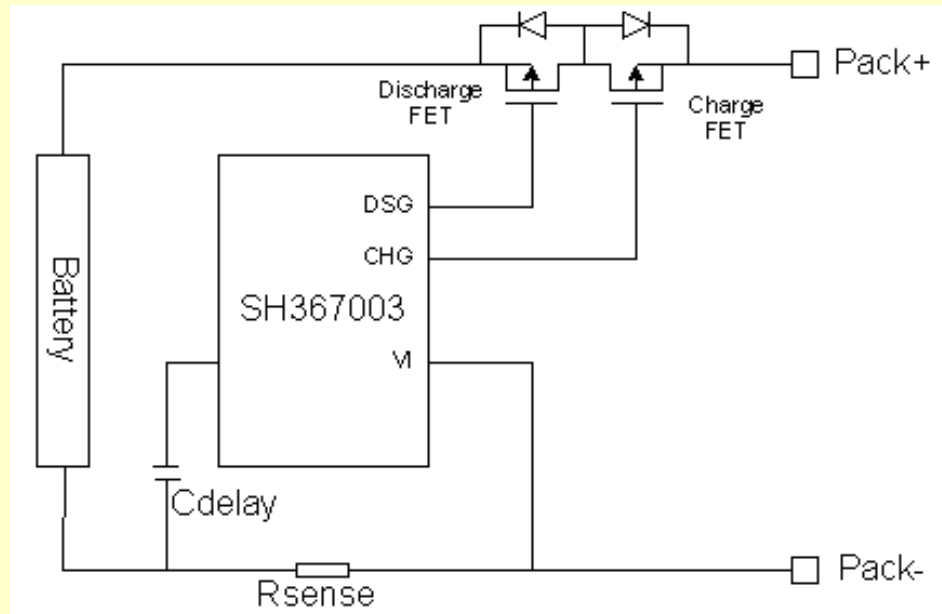 Pack+
Discharge
FET
Charge
FET
DSG
CHG
Battery
SH367003
VI
Cdelay
Rsense
Pack-